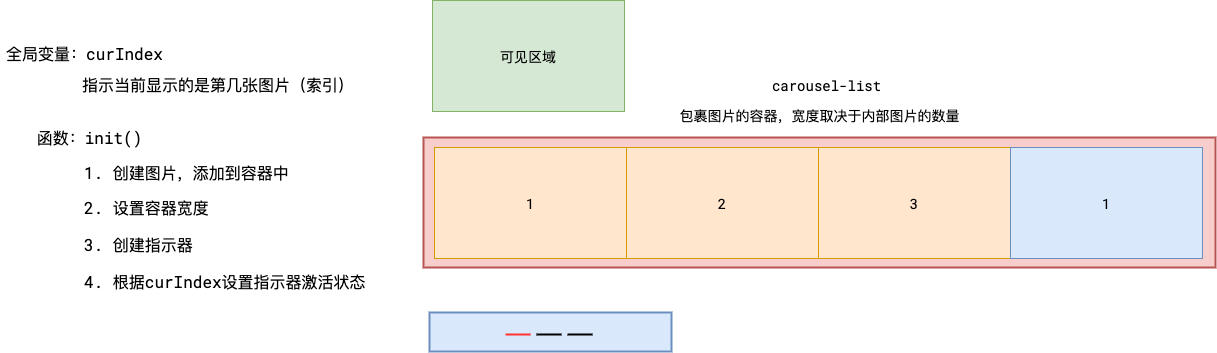 全局变量：curIndex
指示当前显示的是第几张图片（索引）
函数：init()
1. 创建图片，添加到容器中
2. 设置容器宽度
3. 创建指示器
4. 根据curIndex设置指示器激活状态
可见区域
carousel-list
包裹图片的容器，宽度取决于内部图片的数量
1
2
3
1